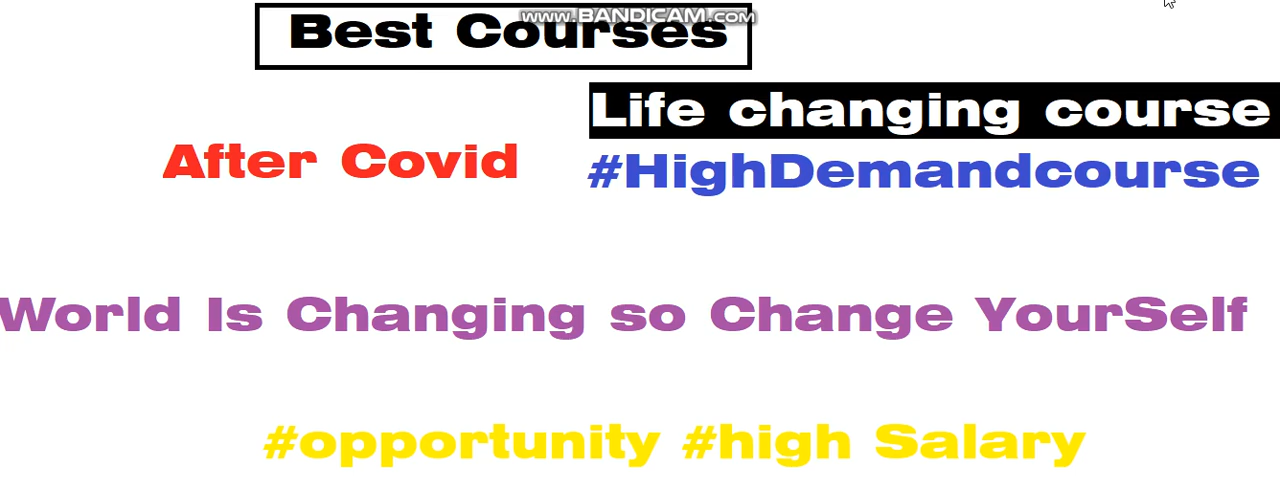 www.BANDICAM.com
Best Courses
Life changing course
After Covid
#HighDemandcourse
World Is Changing so Change YourSelf
#opportunity #high Salary